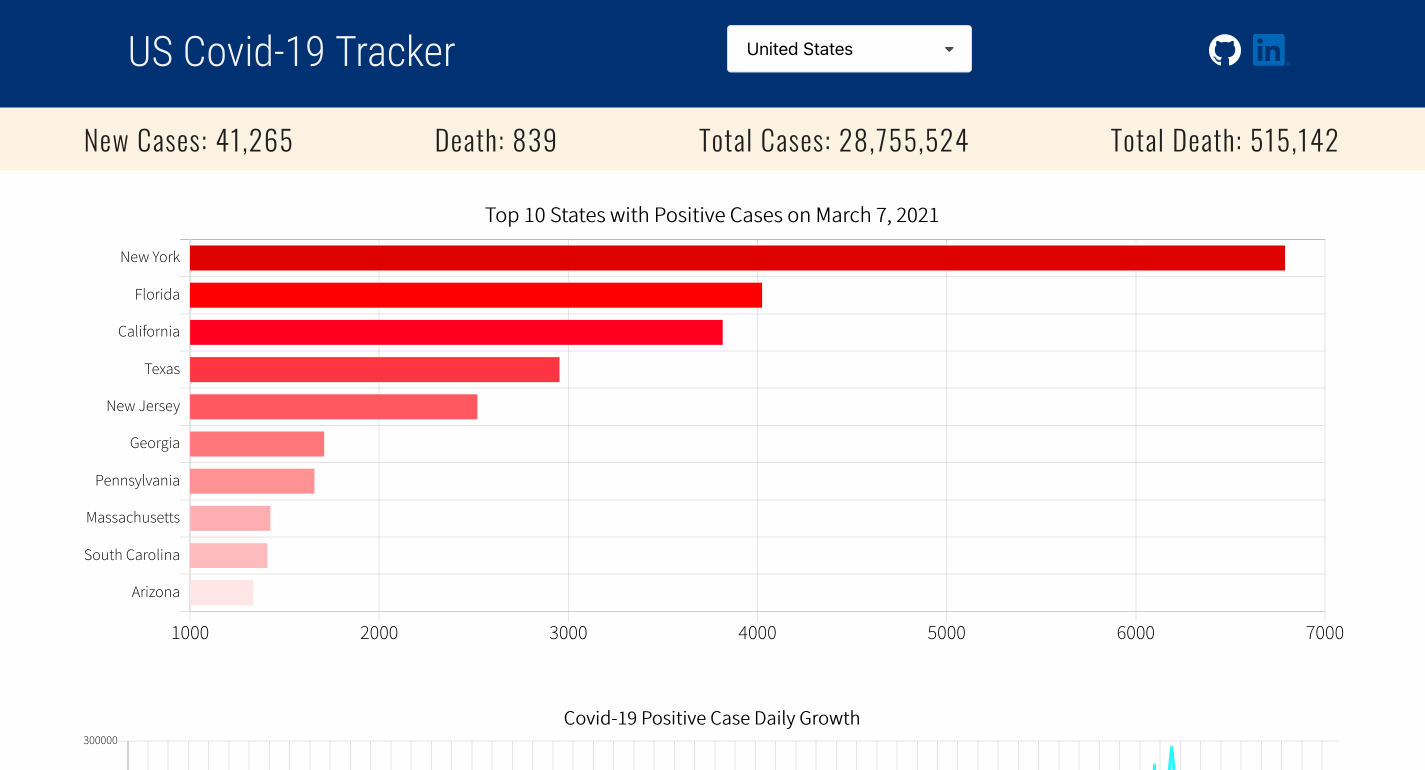 US Covid-19 Tracker
United States
in
New Cases: 41,265 Death: 839 Total Cases: 28,755,524 Total Death: 515,142
Top 10 States with Positive Cases on March 7, 2021
New York
Florida
California
Texas
New Jersey
Georgia
Pennsylvania
Massachusetts
South Carolina
Arizona
1000 2000 3000 4000 5000 6000 7000
Covid-19 Positive Case Daily Growth
300000